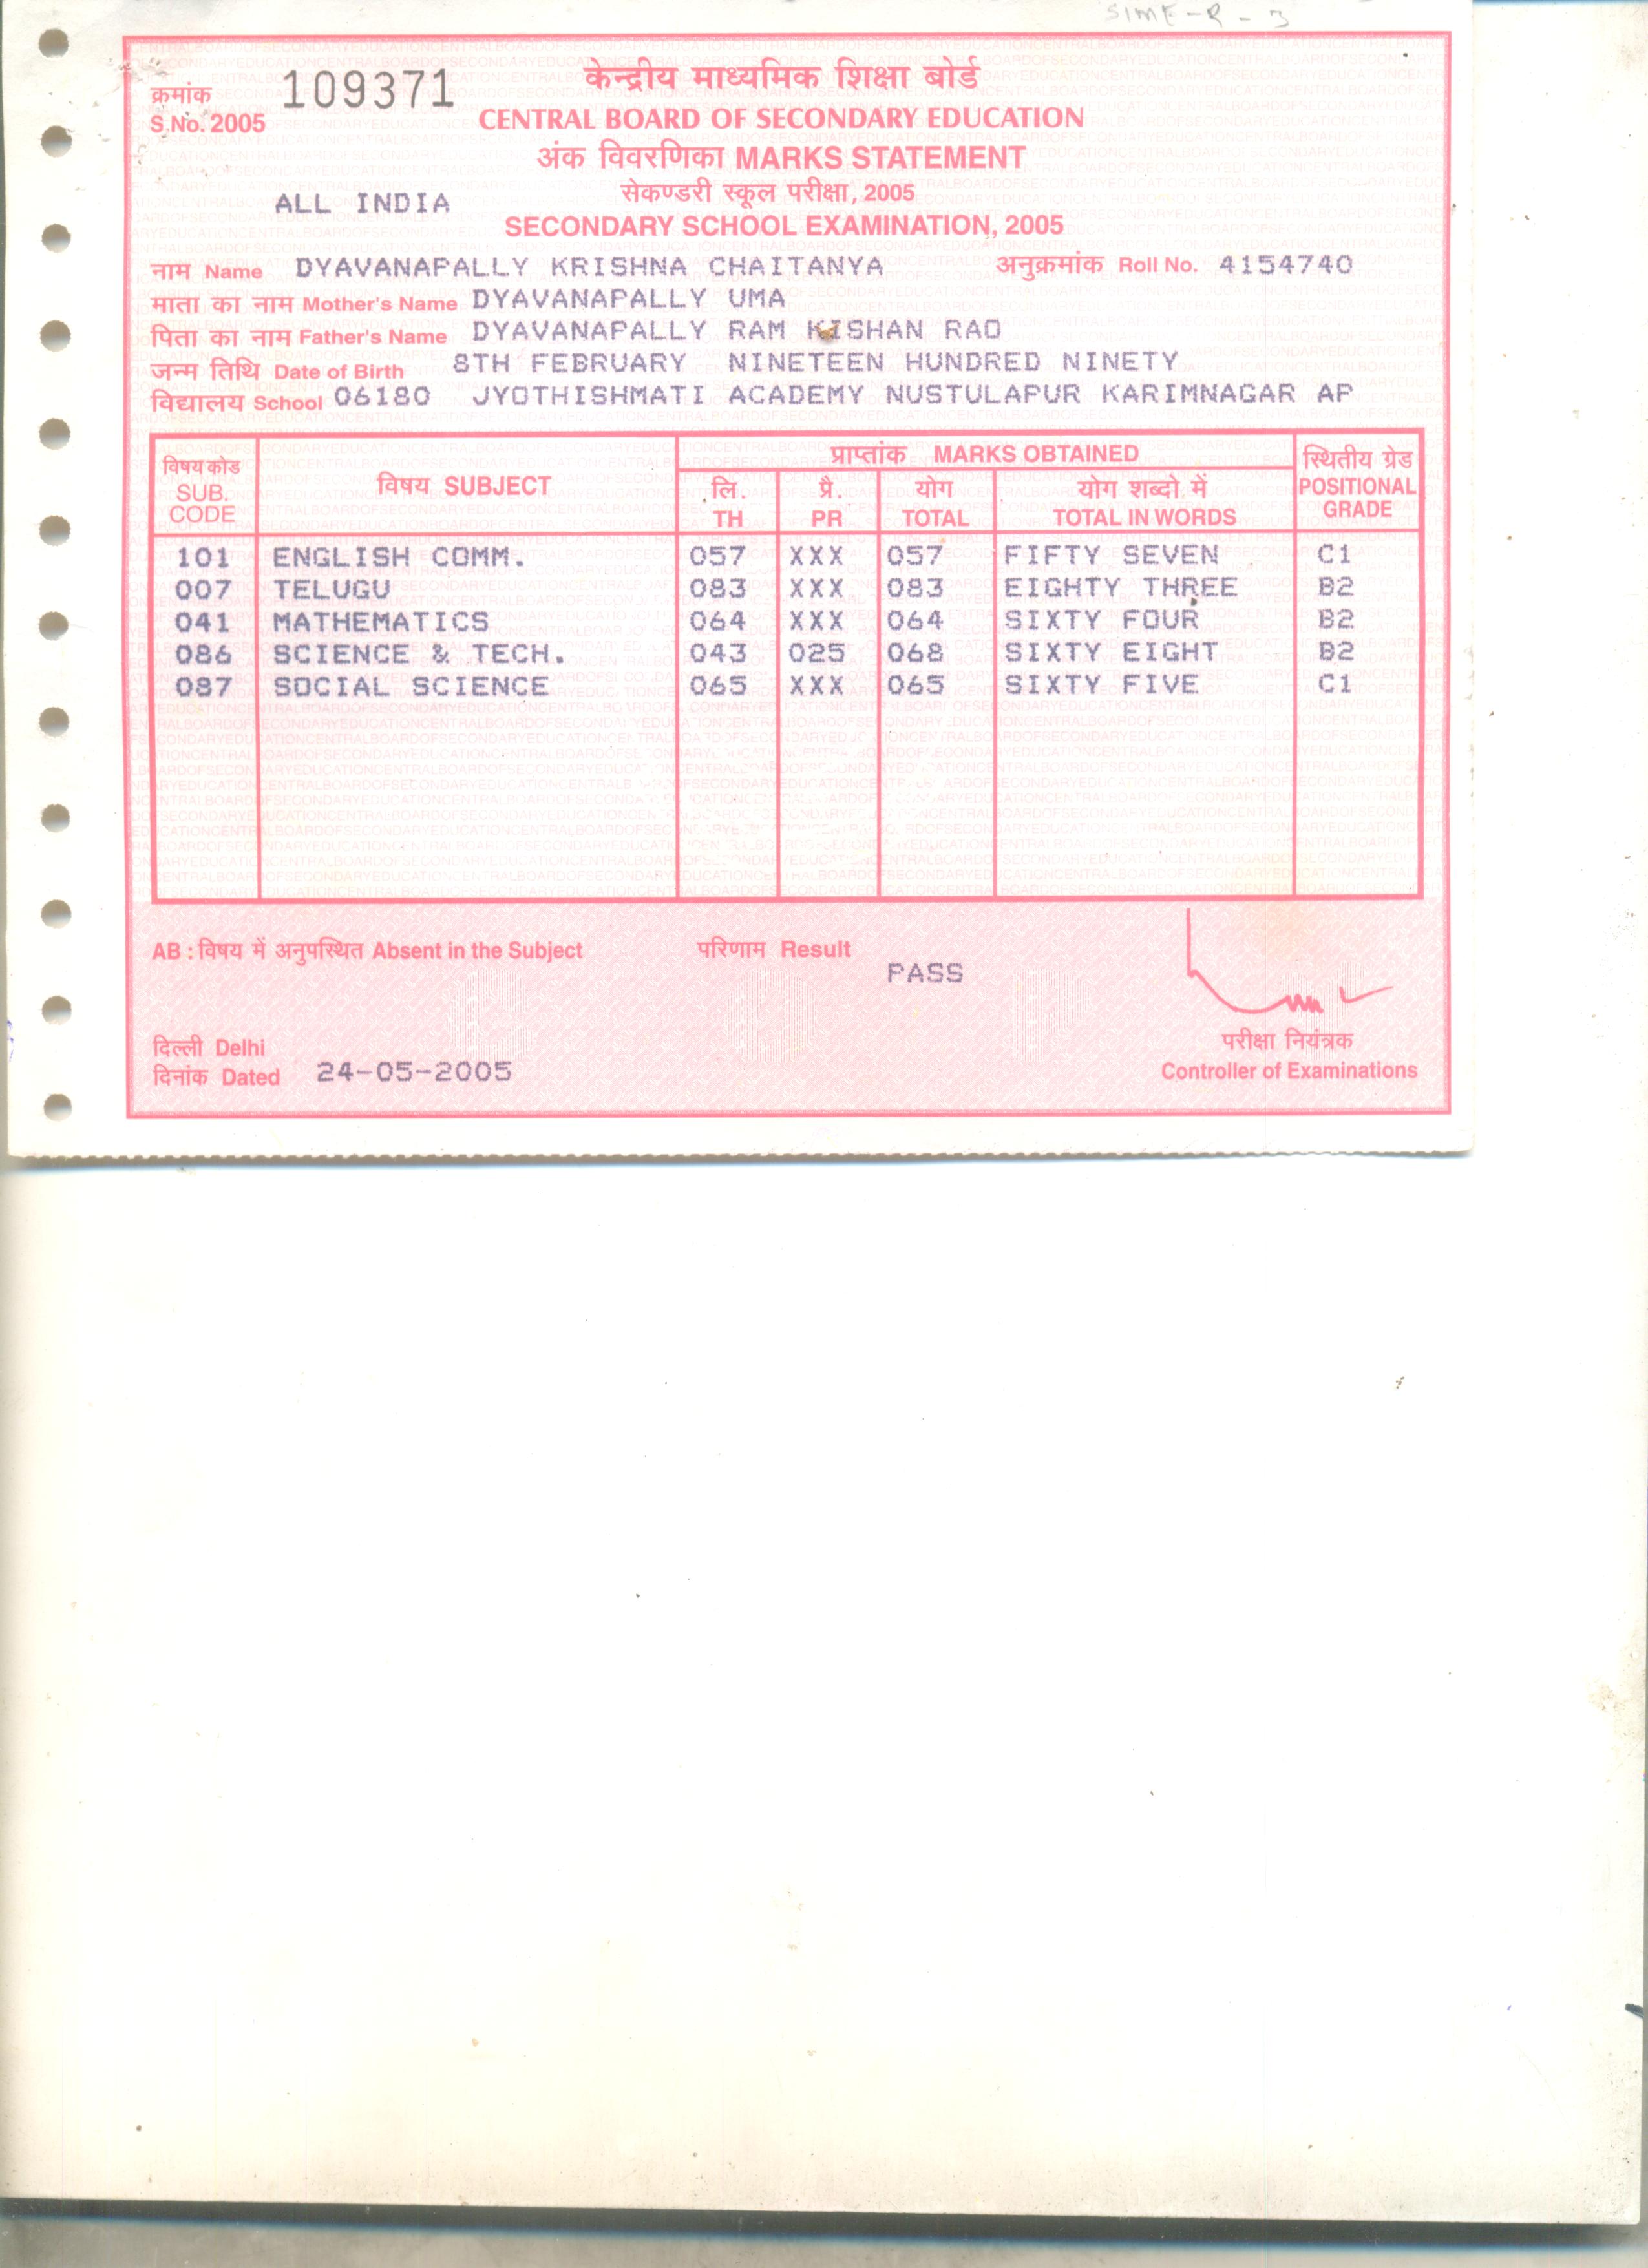 SIME-R-3
क्रमांक 109371
S.No. 2005
केन्द्रीय माध्यमिक शिक्षा बोर्ड
CENTRAL BOARD OF SECONDARY EDUCATION
अंक विवरणिका MARKS STATEMENT
सेकण्डरी स्कूल परीक्षा, 2005
ALL INDIA
SECONDARY SCHOOL EXAMINATION, 2005
नाम Name DYAVANAPALLY KRISHNA CHAITANYA अनुक्रमांक Roll No. 4154740
माता का नाम Mother's Name DYAVANAPALLY UMA
पिता का नाम Father's Name DYAVANAPALLY RAM KISHAN RAO
जन्म तिथि Date of Birth 8TH FEBRUARY NINETEEN HUNDRED NINETY
विद्यालय School 06180 JYOTHISHMATI ACADEMY NUSTULAPUR KARIMNAGAR AP
विषय कोड SUB. CODE विषय SUBJECT प्राप्तांक MARKS OBTAINED स्थितीय ग्रेड POSITIONAL GRADE
लि. TH प्रै. PR योग TOTAL योग शब्दो में TOTAL IN WORDS
101 ENGLISH COMM. 057 XXX 057 FIFTY SEVEN C1
007 TELUGU 083 XXX 083 EIGHTY THREE B2
041 MATHEMATICS 064 XXX 064 SIXTY FOUR B2
086 SCIENCE & TECH. 043 025 068 SIXTY EIGHT B2
087 SOCIAL SCIENCE 065 XXX 065 SIXTY FIVE C1
AB : विषय में अनुपस्थित Absent in the Subject परिणाम Result
PASS
दिल्ली Delhi
दिनांक Dated 24-05-2005
परीक्षा नियंत्रक
Controller of Examinations